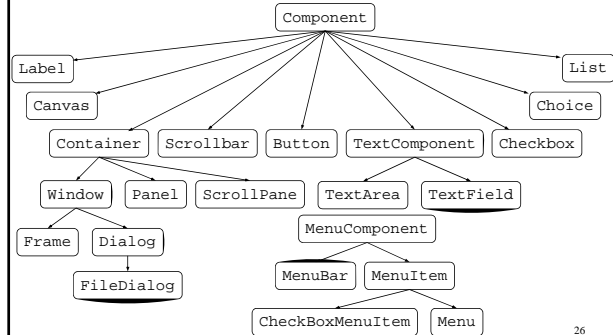 Component
Label
List
Canvas
Choice
Container Scrollbar Button TextComponent Checkbox
Window Panel ScrollPane TextArea TextField
MenuComponent
Frame Dialog
MenuBar MenuItem
FileDialog
CheckBoxMenuItem Menu
26